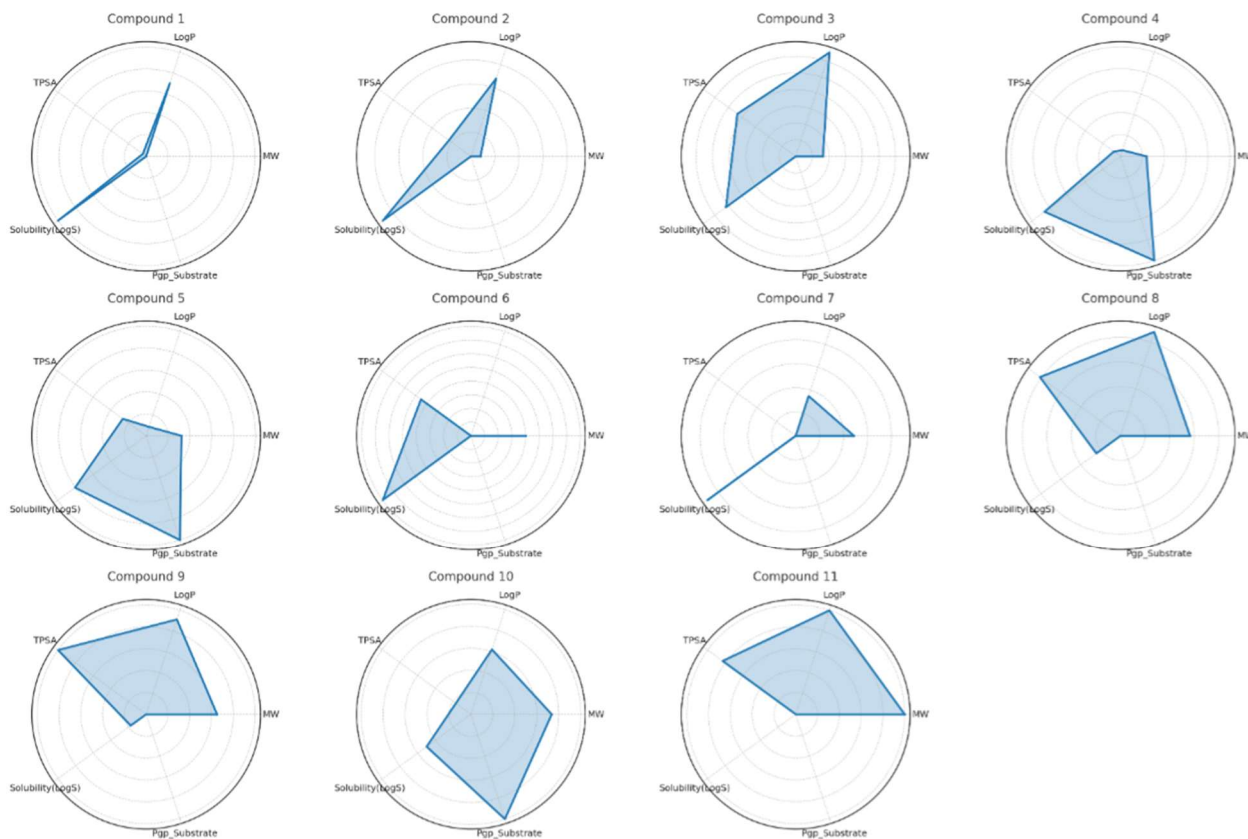 Compound 1
LogP
TPSA
MW
Solubility(LogS)
Pgp_Substrate
Compound 2
LogP
TPSA
MW
Solubility(LogS)
Pgp_Substrate
Compound 3
LogP
TPSA
MW
Solubility(LogS)
Pgp_Substrate
Compound 4
LogP
TPSA
MW
Solubility(LogS)
Pgp_Substrate
Compound 5
LogP
TPSA
MW
Solubility(LogS)
Pgp_Substrate
Compound 6
LogP
TPSA
MW
Solubility(LogS)
Pgp_Substrate
Compound 7
LogP
TPSA
MW
Solubility(LogS)
Pgp_Substrate
Compound 8
LogP
TPSA
MW
Solubility(LogS)
Pgp_Substrate
Compound 9
LogP
TPSA
MW
Solubility(LogS)
Pgp_Substrate
Compound 10
LogP
TPSA
MW
Solubility(LogS)
Pgp_Substrate
Compound 11
LogP
TPSA
MW
Solubility(LogS)
Pgp_Substrate